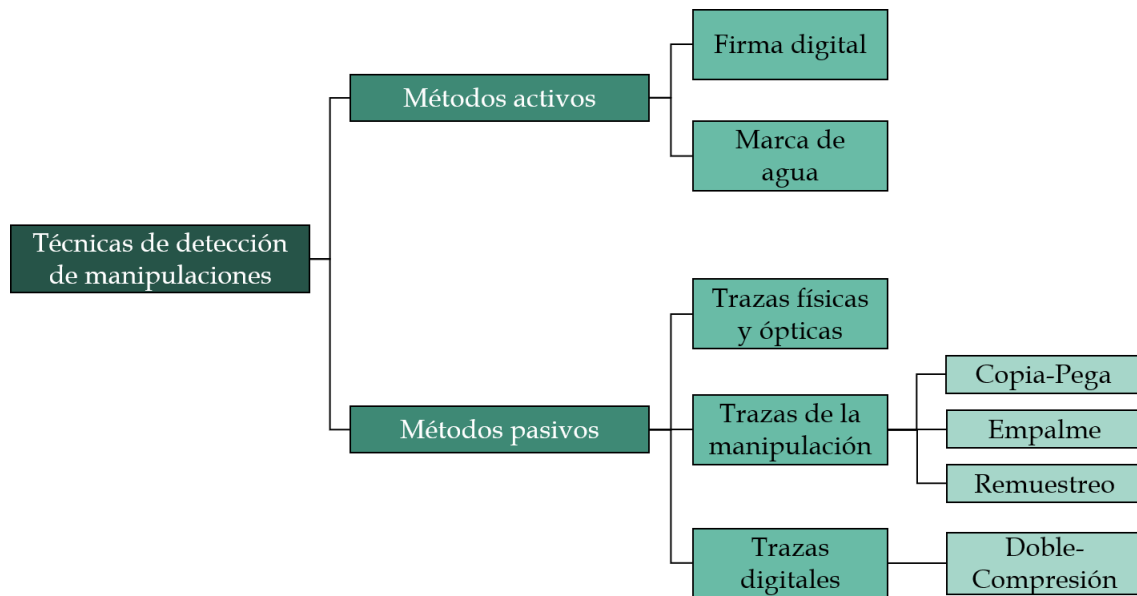 Firma digital
Métodos activos
Marca de
agua
Técnicas de detección
de manipulaciones
Trazas físicas
y ópticas
Copia-Pega
Métodos pasivos
Trazas de la
manipulación
Empalme
Remuestreo
Trazas
digitales
Doble-
Compresión